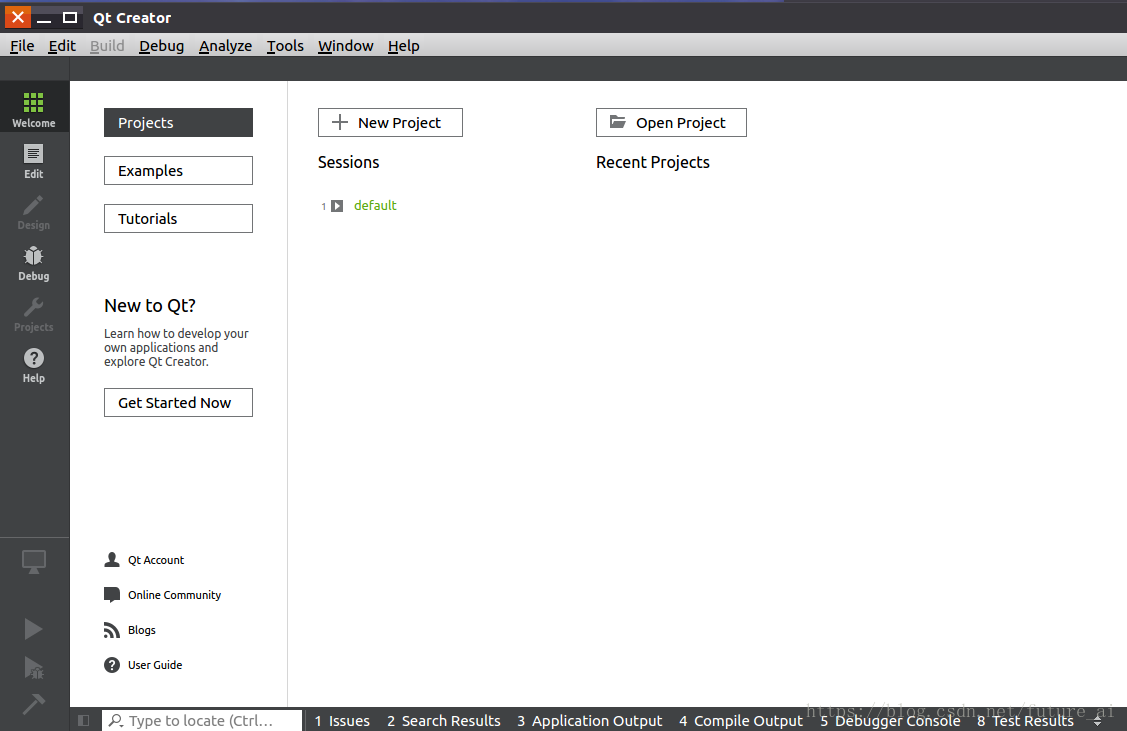 Qt Creator
File Edit Build Debug Analyze Tools Window Help
Welcome
Edit
Design
Debug
Projects
Help
Projects
Examples
Tutorials
New to Qt?
Learn how to develop your
own applications and
explore Qt Creator.
Get Started Now
Qt Account
Online Community
Blogs
User Guide
New Project
Sessions
1 default
Open Project
Recent Projects
Type to locate (Ctrl...
1 Issues 2 Search Results 3 Application Output 4 Compile Output 5 Debugger Console 8 Test Results
https://blog.csdn.net/future_ai